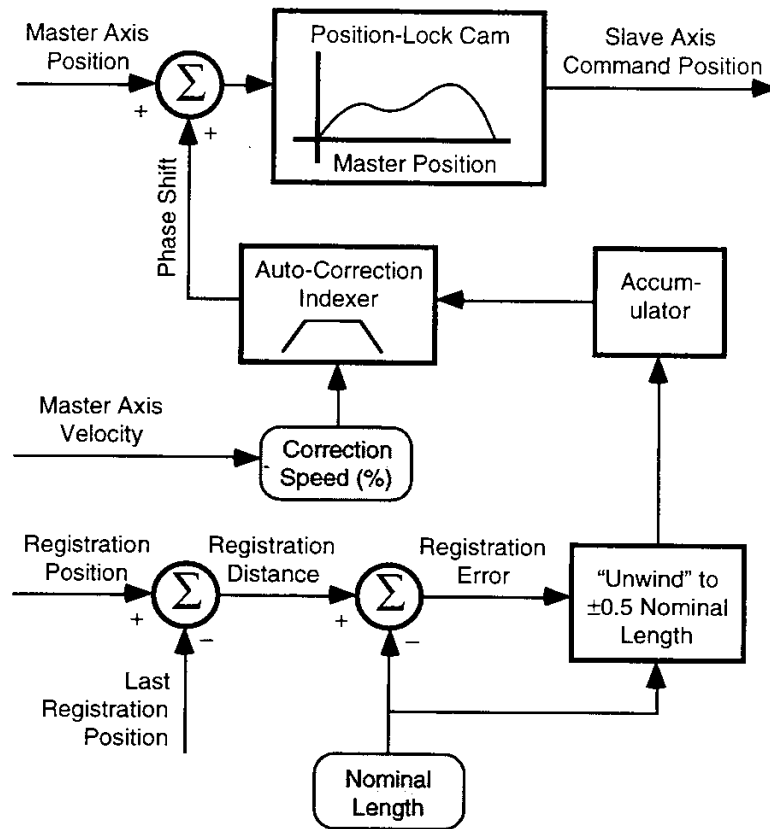 Master Axis
Position
+
Σ
+
Position-Lock Cam
Master Position
Slave Axis
Command Position
Phase Shift
Auto-Correction
Indexer
Accum-
ulator
Master Axis
Velocity
Correction
Speed (%)
Registration
Position
+
Σ
−
Last
Registration
Position
Registration
Distance
+
Σ
−
Registration
Error
"Unwind" to
±0.5 Nominal
Length
Nominal
Length